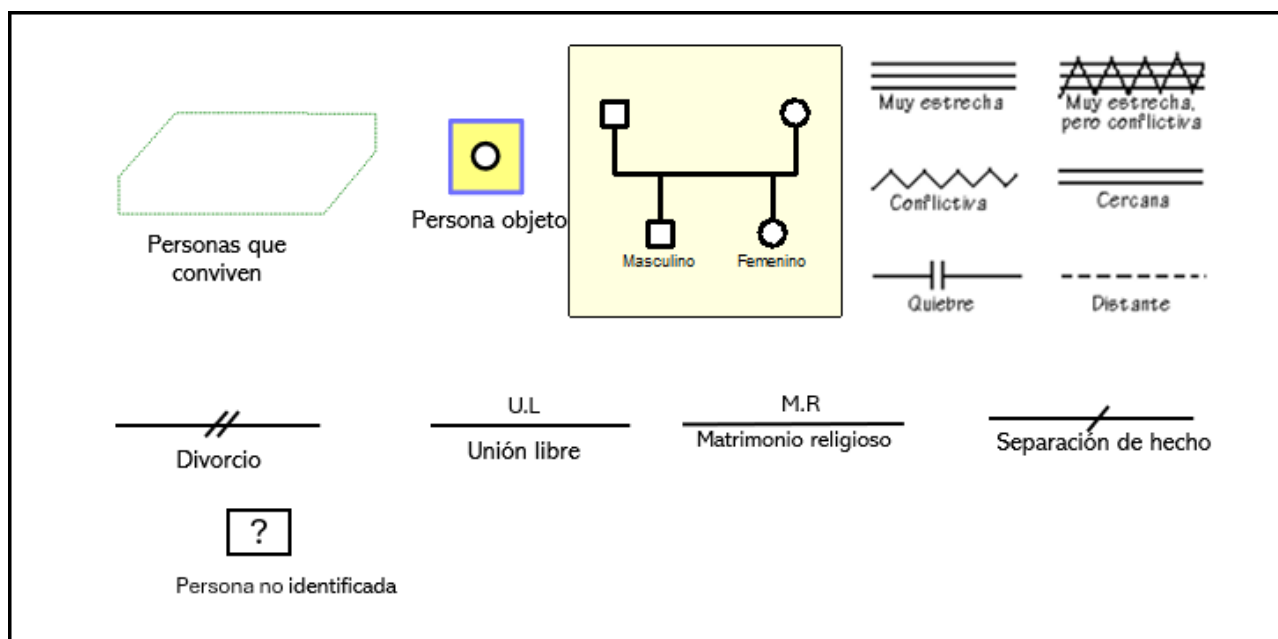 Personas que
conviven
Persona objeto
Masculino
Femenino
Muy estrecha
Muy estrecha,
pero conflictiva
Conflictiva
Cercana
Quiebre
Distante
Divorcio
U.L
Unión libre
M.R
Matrimonio religioso
Separación de hecho
?
Persona no identificada